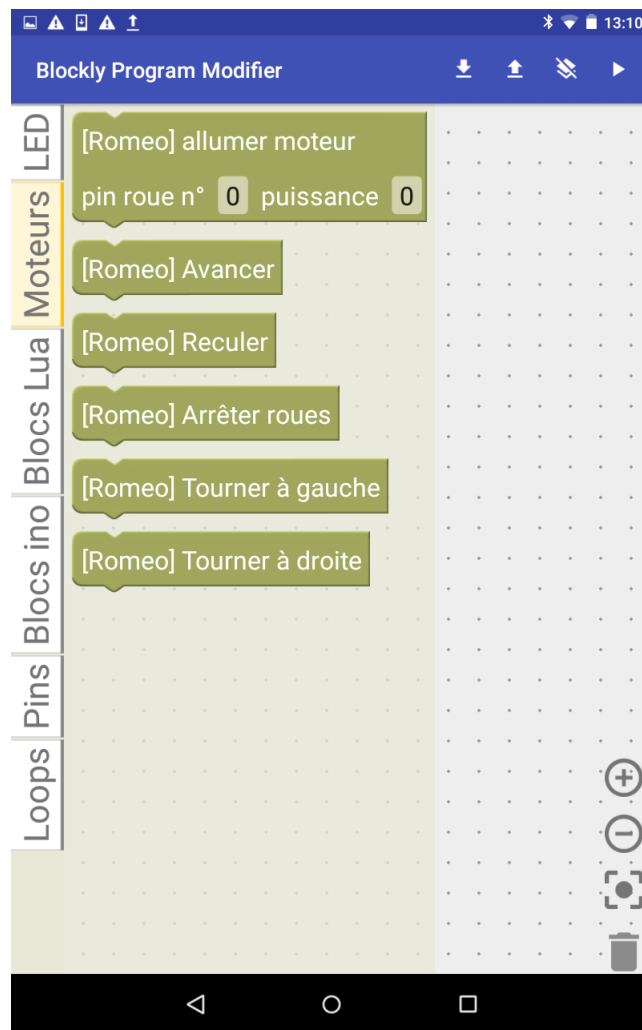 13:10
Blockly Program Modifier
LED
Moteurs
Blocs Lua
Blocs ino
Pins
Loops
[Romeo] allumer moteur
pin roue n° 0 puissance 0
[Romeo] Avancer
[Romeo] Reculer
[Romeo] Arrêter roues
[Romeo] Tourner à gauche
[Romeo] Tourner à droite